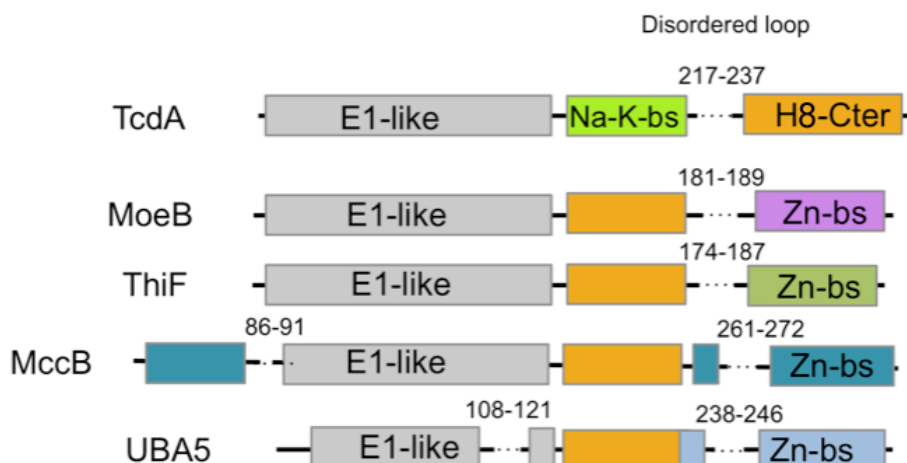 Disordered loop
217-237
TcdA E1-like Na-K-bs H8-Cter
181-189
MoeB E1-like Zn-bs
174-187
ThiF E1-like Zn-bs
86-91 261-272
MccB E1-like Zn-bs
108-121 238-246
UBA5 E1-like Zn-bs